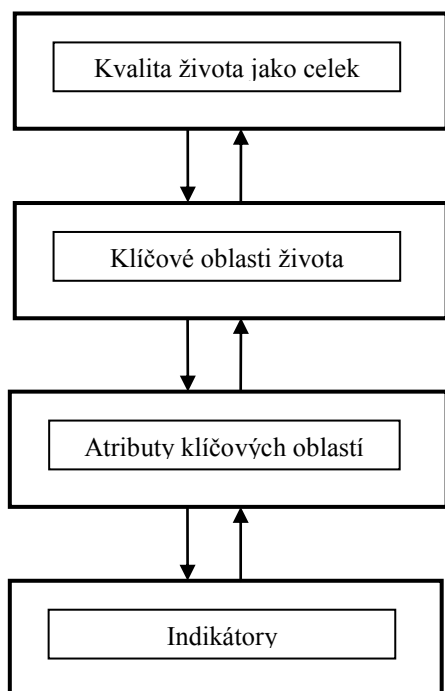 Kvalita života jako celek
Klíčové oblasti života
Atributy klíčových oblastí
Indikátory